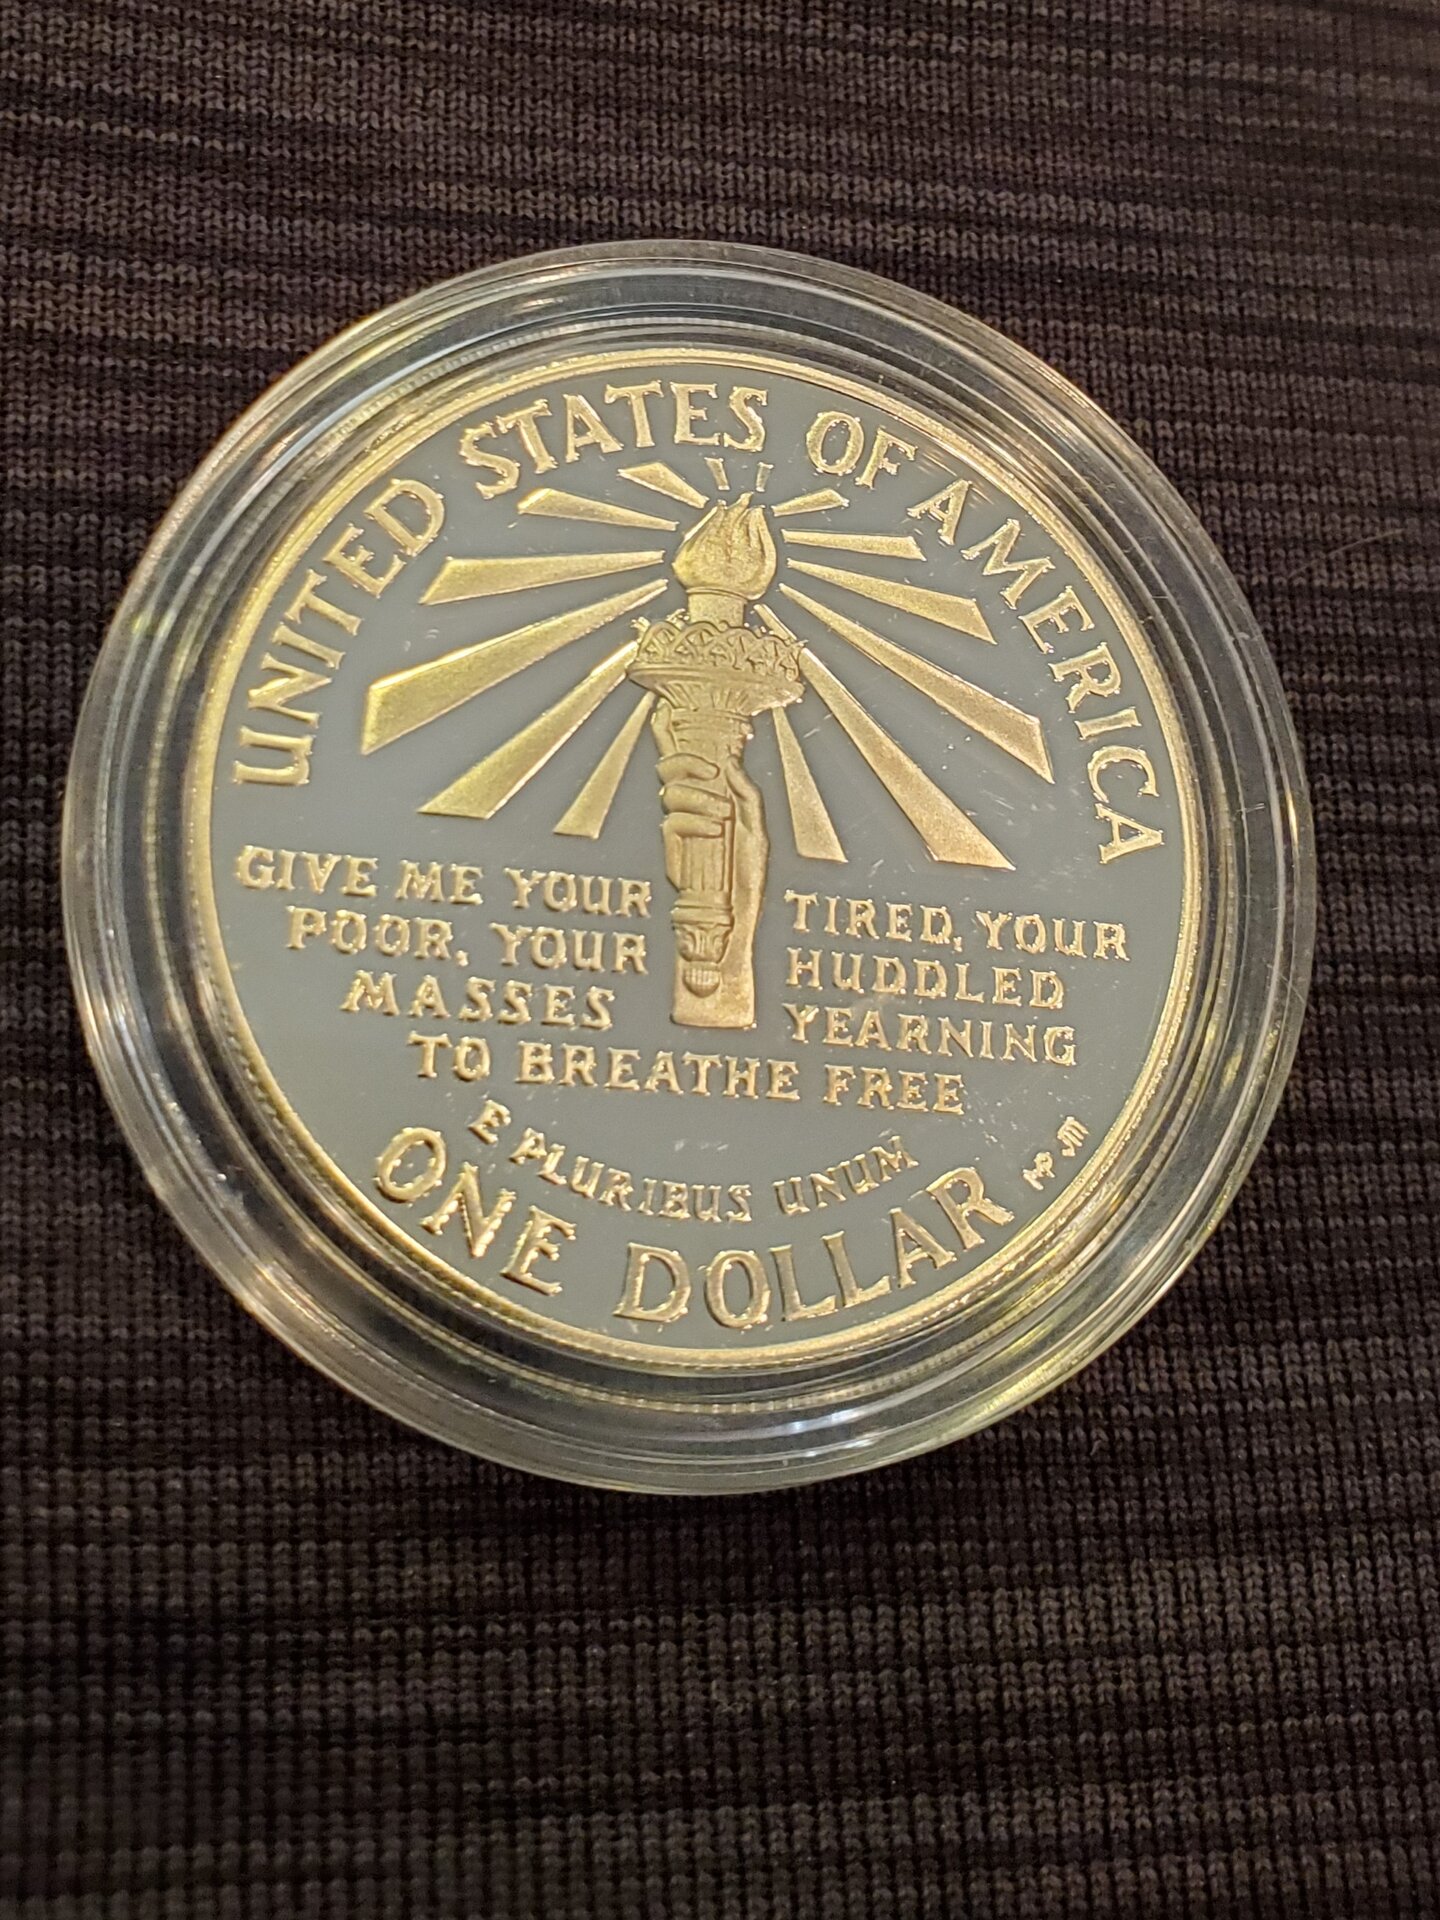 UNITED STATES OF AMERICA
GIVE ME YOUR TIRED, YOUR
POOR, YOUR HUDDLED
MASSES YEARNING
TO BREATHE FREE
E PLURIBUS UNUM
ONE DOLLAR